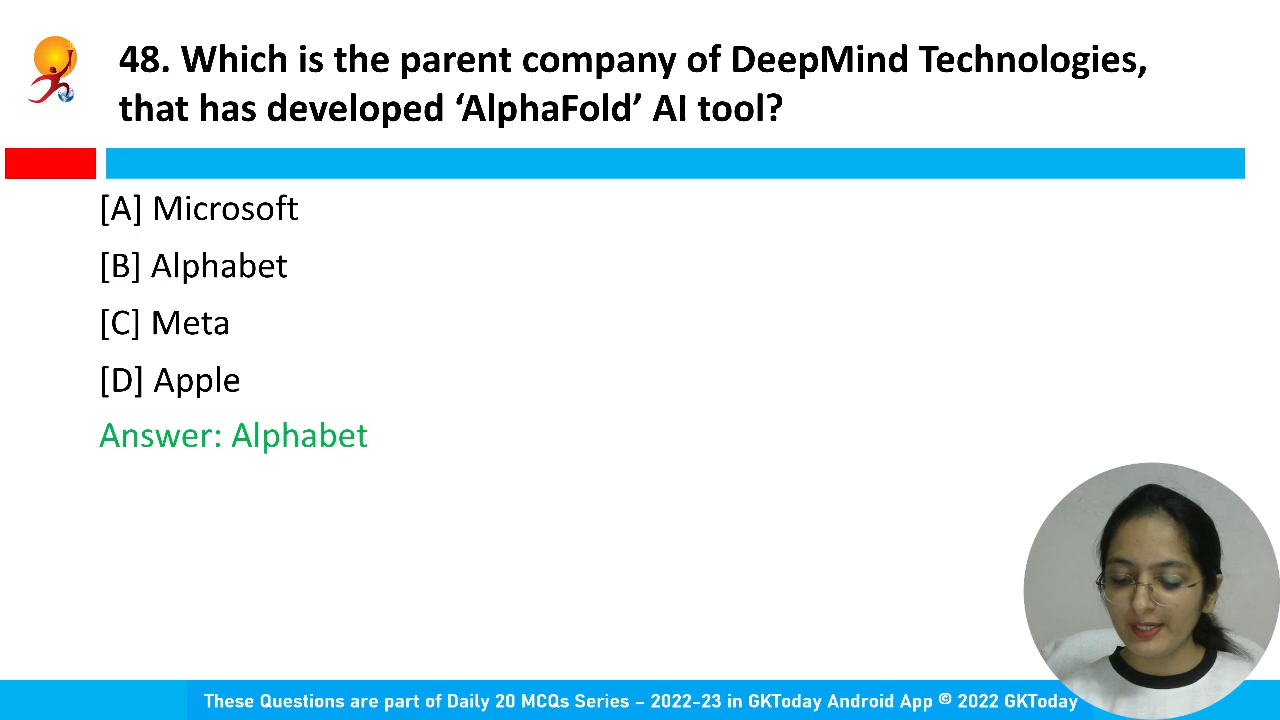 48. Which is the parent company of DeepMind Technologies,
that has developed ‘AlphaFold’ AI tool?
[A] Microsoft
[B] Alphabet
[C] Meta
[D] Apple
Answer: Alphabet
These Questions are part of Daily 20 MCQs Series – 2022-23 in GKToday Android App © 2022 GKToday